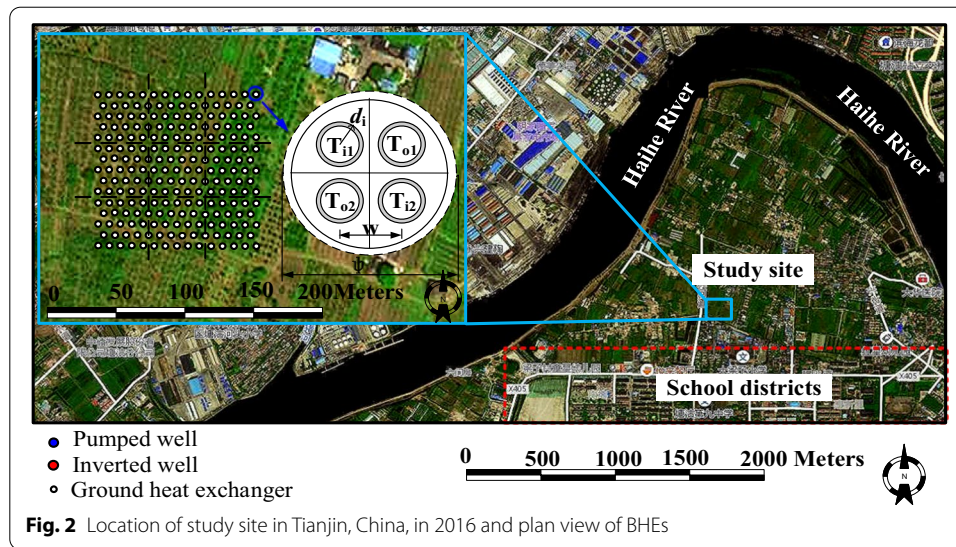 Haihe River
Haihe River
d_i
T_i1
T_o1
T_o2
T_i2
w
ψ
0 50 100 150 200Meters
N
Study site
School districts
X405
X405
Pumped well
Inverted well
Ground heat exchanger
0 500 1000 1500 2000 Meters
N
Fig. 2 Location of study site in Tianjin, China, in 2016 and plan view of BHEs